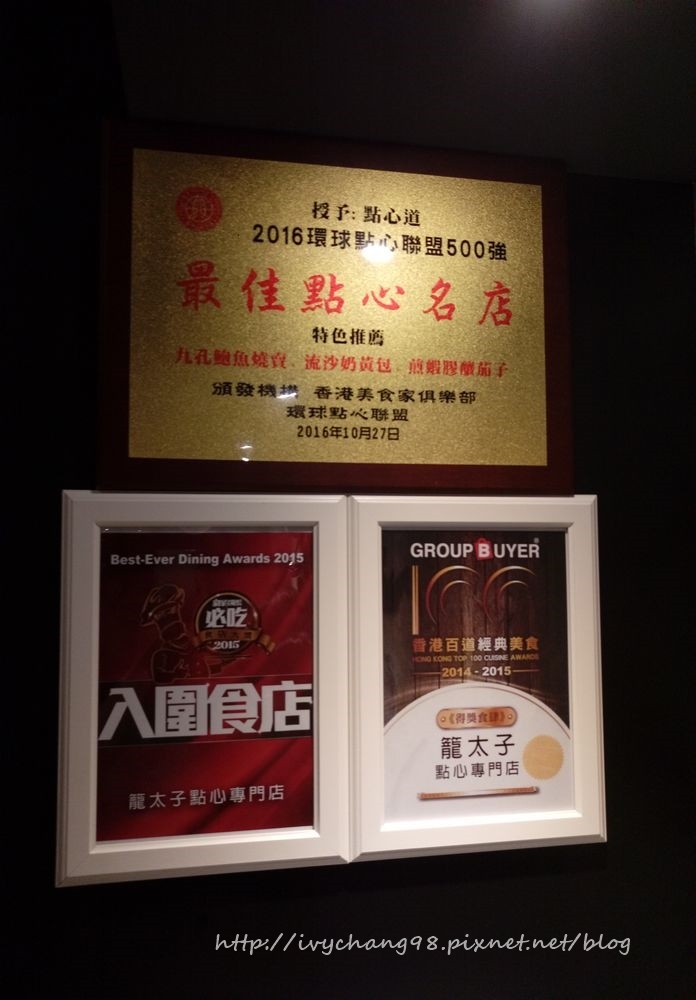 授予: 點心道
2016環球點心聯盟500強
最佳點心名店
特色推薦
九孔鮑魚燒賣、流沙奶黃包、煎蝦膠釀茄子
頒發機構 香港美食家俱樂部
環球點心聯盟
2016年10月27日
Best-Ever Dining Awards 2015
必吃
2015
入圍食店
龍太子點心專門店
GROUP BUYER
100
香港百道經典美食
HONG KONG TOP 100 CUISINE AWARDS
2014 - 2015
《得獎食肆》
龍太子
點心專門店
http://ivychang98.pixnet.net/blog